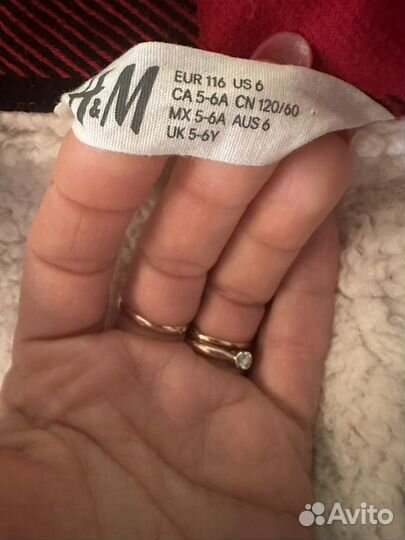 H&M
EUR 116 US 6
CA 5-6A CN 120/60
MX 5-6A AUS 6
UK 5-6Y
Avito